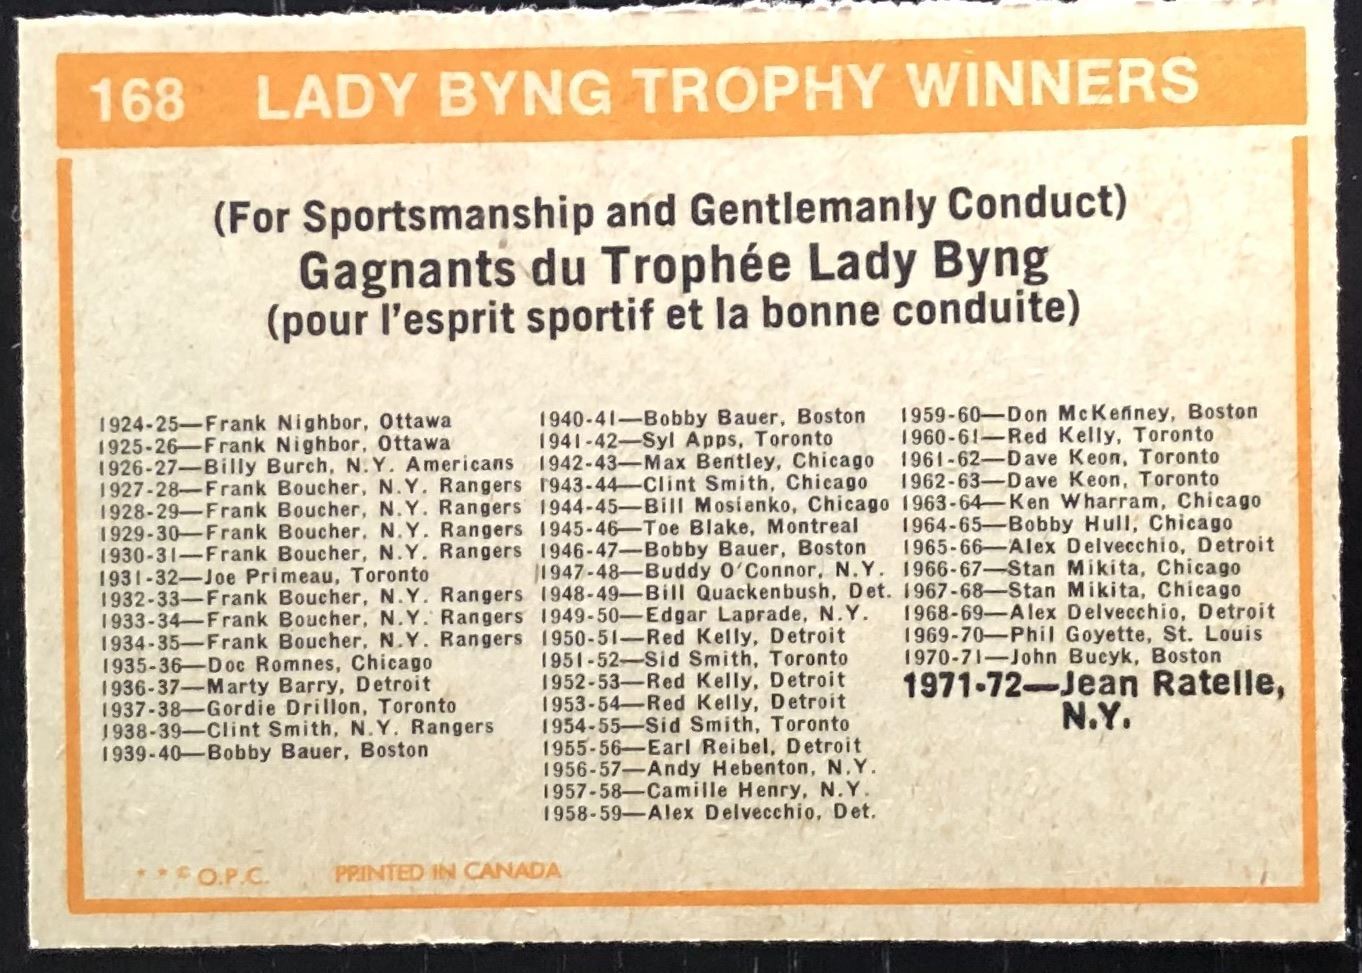 168 LADY BYNG TROPHY WINNERS
(For Sportsmanship and Gentlemanly Conduct)
Gagnants du Trophée Lady Byng
(pour l'esprit sportif et la bonne conduite)
1924-25—Frank Nighbor, Ottawa
1925-26—Frank Nighbor, Ottawa
1926-27—Billy Burch, N.Y. Americans
1927-28—Frank Boucher, N.Y. Rangers
1928-29—Frank Boucher, N.Y. Rangers
1929-30—Frank Boucher, N.Y. Rangers
1930-31—Frank Boucher, N.Y. Rangers
1931-32—Joe Primeau, Toronto
1932-33—Frank Boucher, N.Y. Rangers
1933-34—Frank Boucher, N.Y. Rangers
1934-35—Frank Boucher, N.Y. Rangers
1935-36—Doc Romnes, Chicago
1936-37—Marty Barry, Detroit
1937-38—Gordie Drillon, Toronto
1938-39—Clint Smith, N.Y. Rangers
1939-40—Bobby Bauer, Boston
1940-41—Bobby Bauer, Boston
1941-42—Syl Apps, Toronto
1942-43—Max Bentley, Chicago
1943-44—Clint Smith, Chicago
1944-45—Bill Mosienko, Chicago
1945-46—Toe Blake, Montreal
1946-47—Bobby Bauer, Boston
1947-48—Buddy O'Connor, N.Y.
1948-49—Bill Quackenbush, Det.
1949-50—Edgar Laprade, N.Y.
1950-51—Red Kelly, Detroit
1951-52—Sid Smith, Toronto
1952-53—Red Kelly, Detroit
1953-54—Red Kelly, Detroit
1954-55—Sid Smith, Toronto
1955-56—Earl Reibel, Detroit
1956-57—Andy Hebenton, N.Y.
1957-58—Camille Henry, N.Y.
1958-59—Alex Delvecchio, Det.
1959-60—Don McKenney, Boston
1960-61—Red Kelly, Toronto
1961-62—Dave Keon, Toronto
1962-63—Dave Keon, Toronto
1963-64—Ken Wharram, Chicago
1964-65—Bobby Hull, Chicago
1965-66—Alex Delvecchio, Detroit
1966-67—Stan Mikita, Chicago
1967-68—Stan Mikita, Chicago
1968-69—Alex Delvecchio, Detroit
1969-70—Phil Goyette, St. Louis
1970-71—John Bucyk, Boston
1971-72—Jean Ratelle,
N.Y.
* * © O.P.C. PRINTED IN CANADA